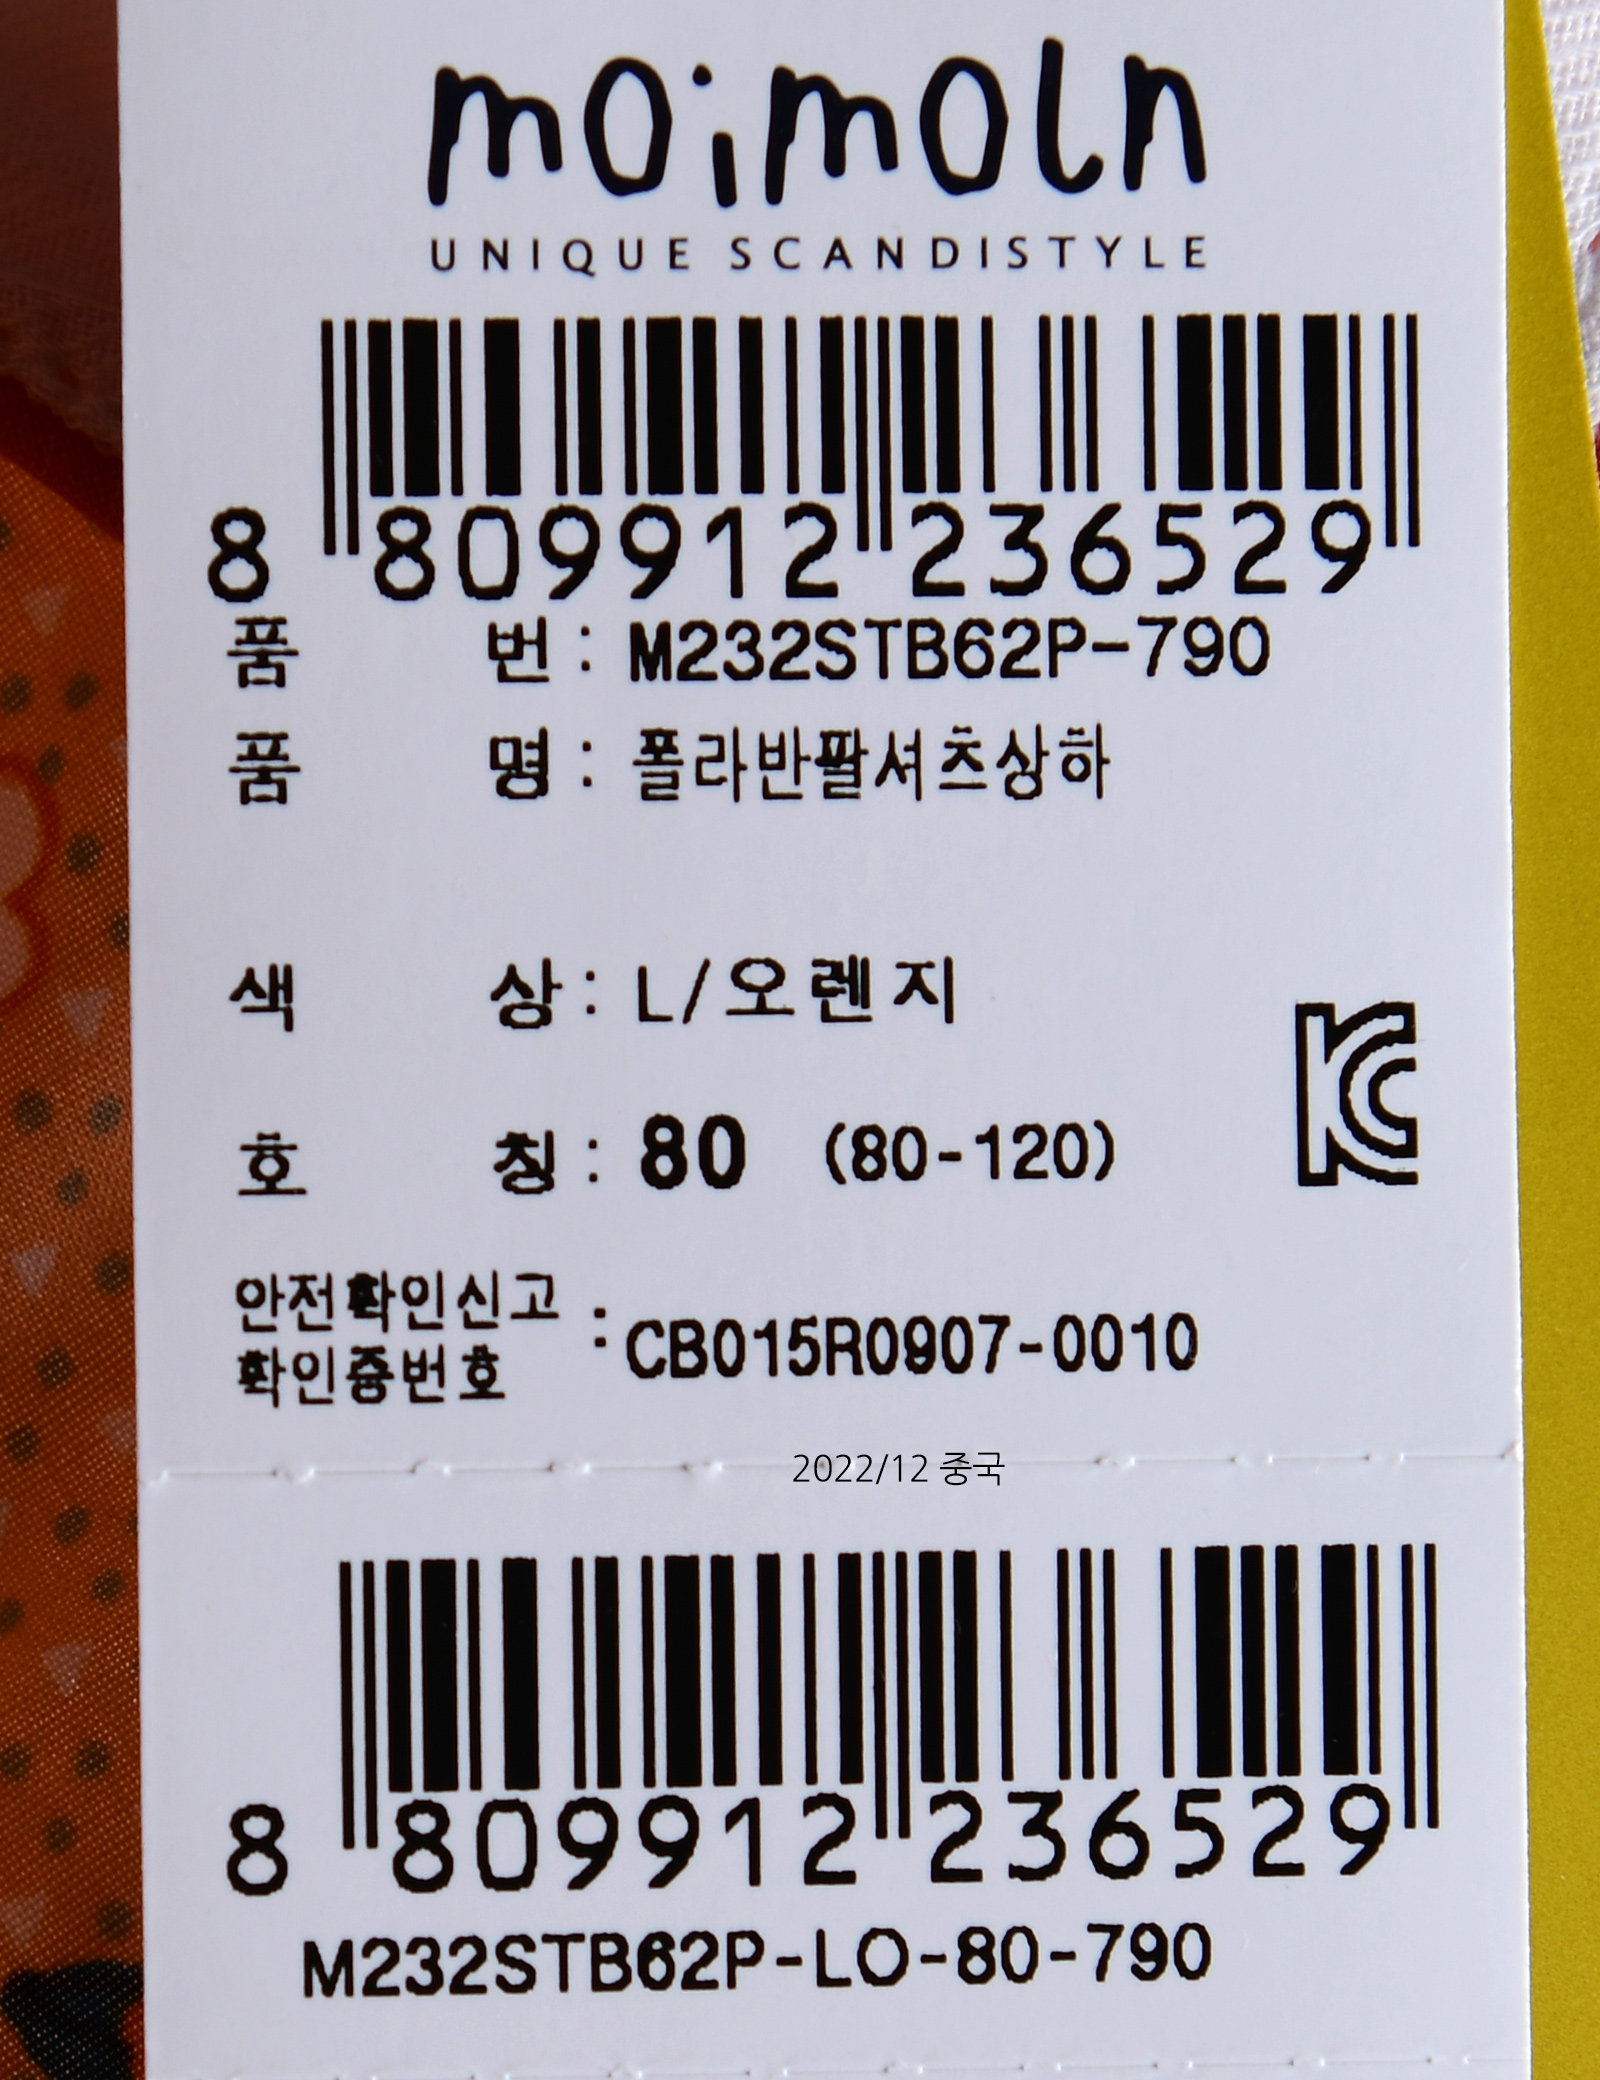 moimoln
UNIQUE SCANDISTYLE
8 809912 236529
품 번 : M232STB62P-790
품 명 : 폴라반팔셔츠상하
색 상 : L/오렌지
호 칭 : 80 (80-120)
안전확인신고
확인증번호 : CB015R0907-0010
2022/12 중국
8 809912 236529
M232STB62P-LO-80-790